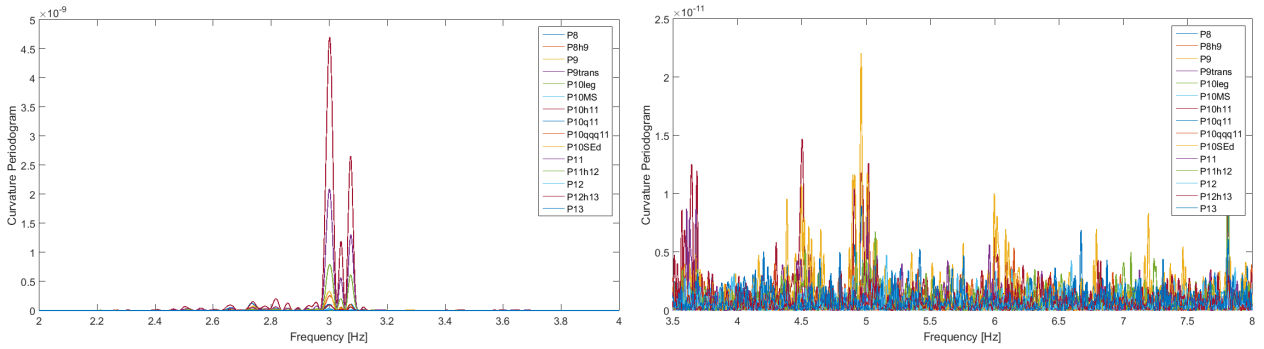 ×10⁻⁹
5
4.5
4
3.5
3
2.5
2
1.5
1
0.5
0
Curvature Periodogram
2 2.2 2.4 2.6 2.8 3 3.2 3.4 3.6 3.8 4
Frequency [Hz]
P8
P8h9
P9
P9trans
P10leg
P10MS
P10h11
P10q11
P10qqq11
P10SEd
P11
P11h12
P12
P12h13
P13
×10⁻¹¹
2.5
2
1.5
1
0.5
0
Curvature Periodogram
3.5 4 4.5 5 5.5 6 6.5 7 7.5 8
Frequency [Hz]
P8
P8h9
P9
P9trans
P10leg
P10MS
P10h11
P10q11
P10qqq11
P10SEd
P11
P11h12
P12
P12h13
P13